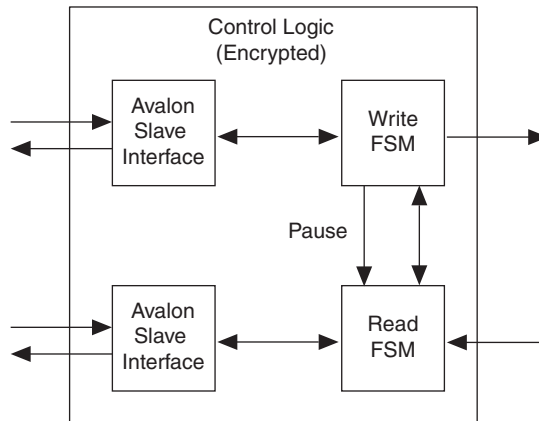 Control Logic
(Encrypted)
Avalon
Slave
Interface
Write
FSM
Pause
Avalon
Slave
Interface
Read
FSM